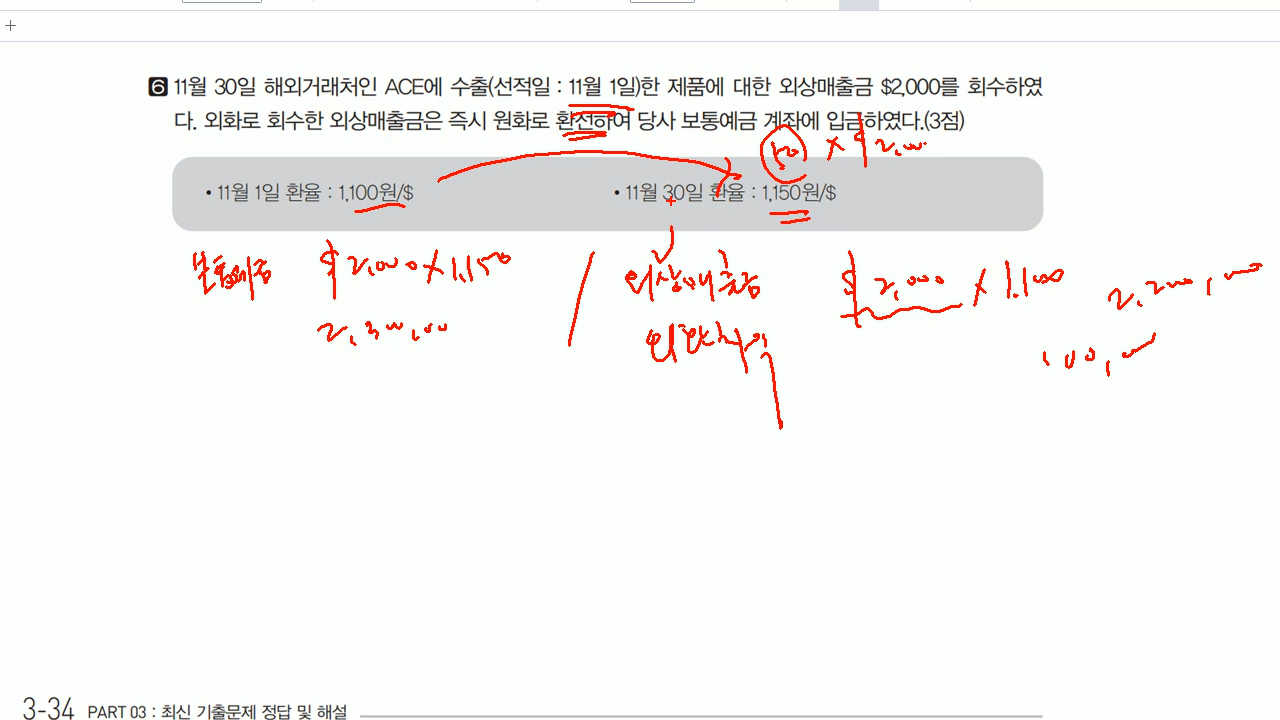 6 11월 30일 해외거래처인 ACE에 수출(선적일 : 11월 1일)한 제품에 대한 외상매출금 $2,000를 회수하였
다. 외화로 회수한 외상매출금은 즉시 원화로 환전하여 당사 보통예금 계좌에 입금하였다.(3점)
50 × $2,000
• 11월 1일 환율 : 1,100원/$ • 11월 30일 환율 : 1,150원/$
보통예금 $2,000×1,150 / 외상매출금 $2,000 × 1,100 2,200,000
2,300,000 외환차익 100,000
3-34 PART 03 : 최신 기출문제 정답 및 해설